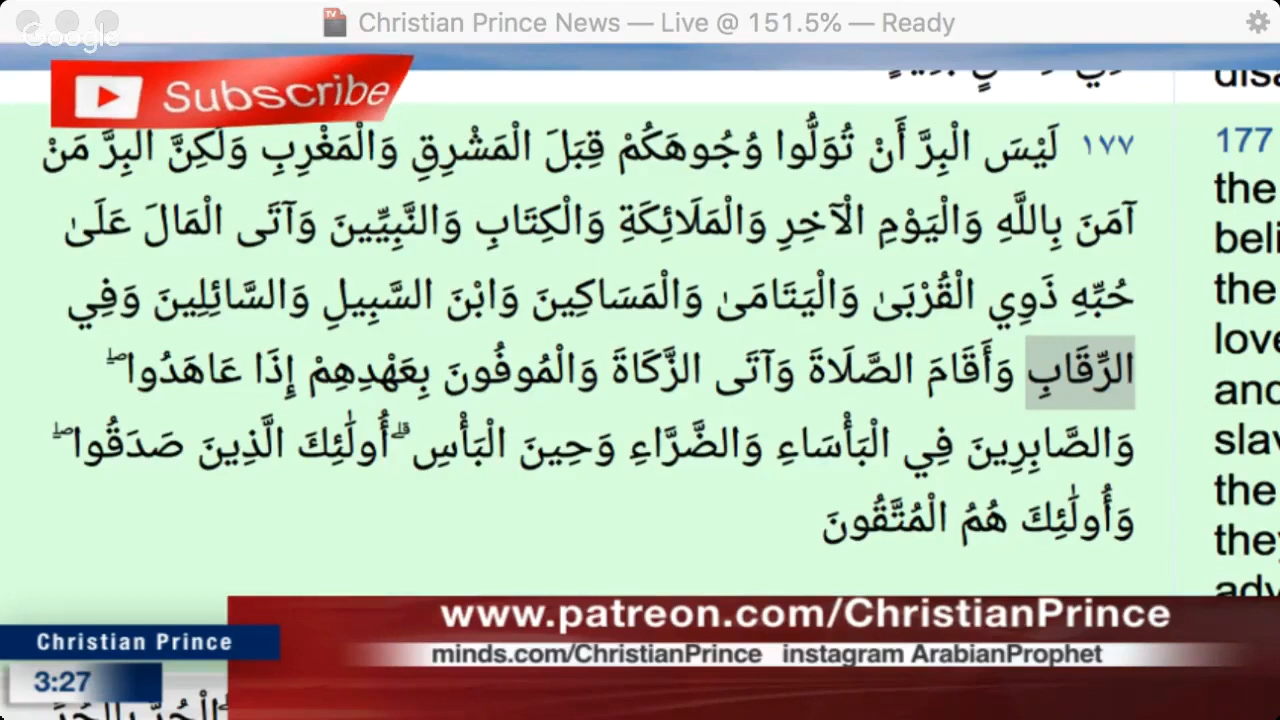 Christian Prince News — Live @ 151.5% — Ready
Google
Subscribe
١٧٧ لَيْسَ الْبِرَّ أَنْ تُوَلُّوا وُجُوهَكُمْ قِبَلَ الْمَشْرِقِ وَالْمَغْرِبِ وَلَٰكِنَّ الْبِرَّ مَنْ
آمَنَ بِاللَّهِ وَالْيَوْمِ الْآخِرِ وَالْمَلَائِكَةِ وَالْكِتَابِ وَالنَّبِيِّينَ وَآتَى الْمَالَ عَلَىٰ
حُبِّهِ ذَوِي الْقُرْبَىٰ وَالْيَتَامَىٰ وَالْمَسَاكِينَ وَابْنَ السَّبِيلِ وَالسَّائِلِينَ وَفِي
الرِّقَابِ وَأَقَامَ الصَّلَاةَ وَآتَى الزَّكَاةَ وَالْمُوفُونَ بِعَهْدِهِمْ إِذَا عَاهَدُوا ۖ
وَالصَّابِرِينَ فِي الْبَأْسَاءِ وَالضَّرَّاءِ وَحِينَ الْبَأْسِ ۗ أُولَٰئِكَ الَّذِينَ صَدَقُوا ۖ
وَأُولَٰئِكَ هُمُ الْمُتَّقُونَ
177
the
beli
the
love
and
slav
the
they
www.patreon.com/ChristianPrince
minds.com/ChristianPrince instagram ArabianProphet
Christian Prince
3:27